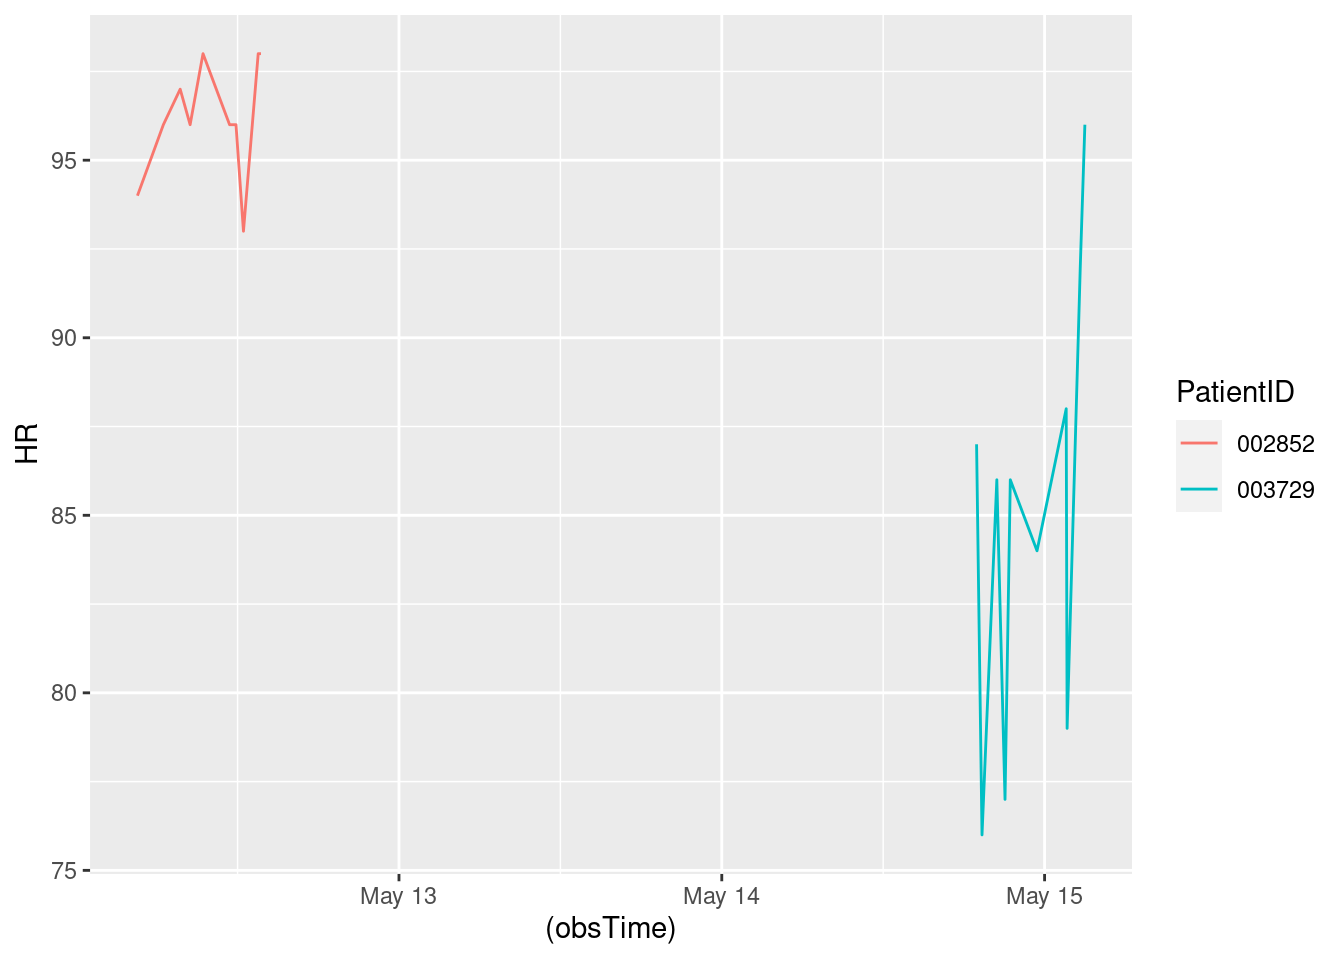 HR
95
90
85
80
75
May 13
May 14
May 15
(obsTime)
PatientID
002852
003729